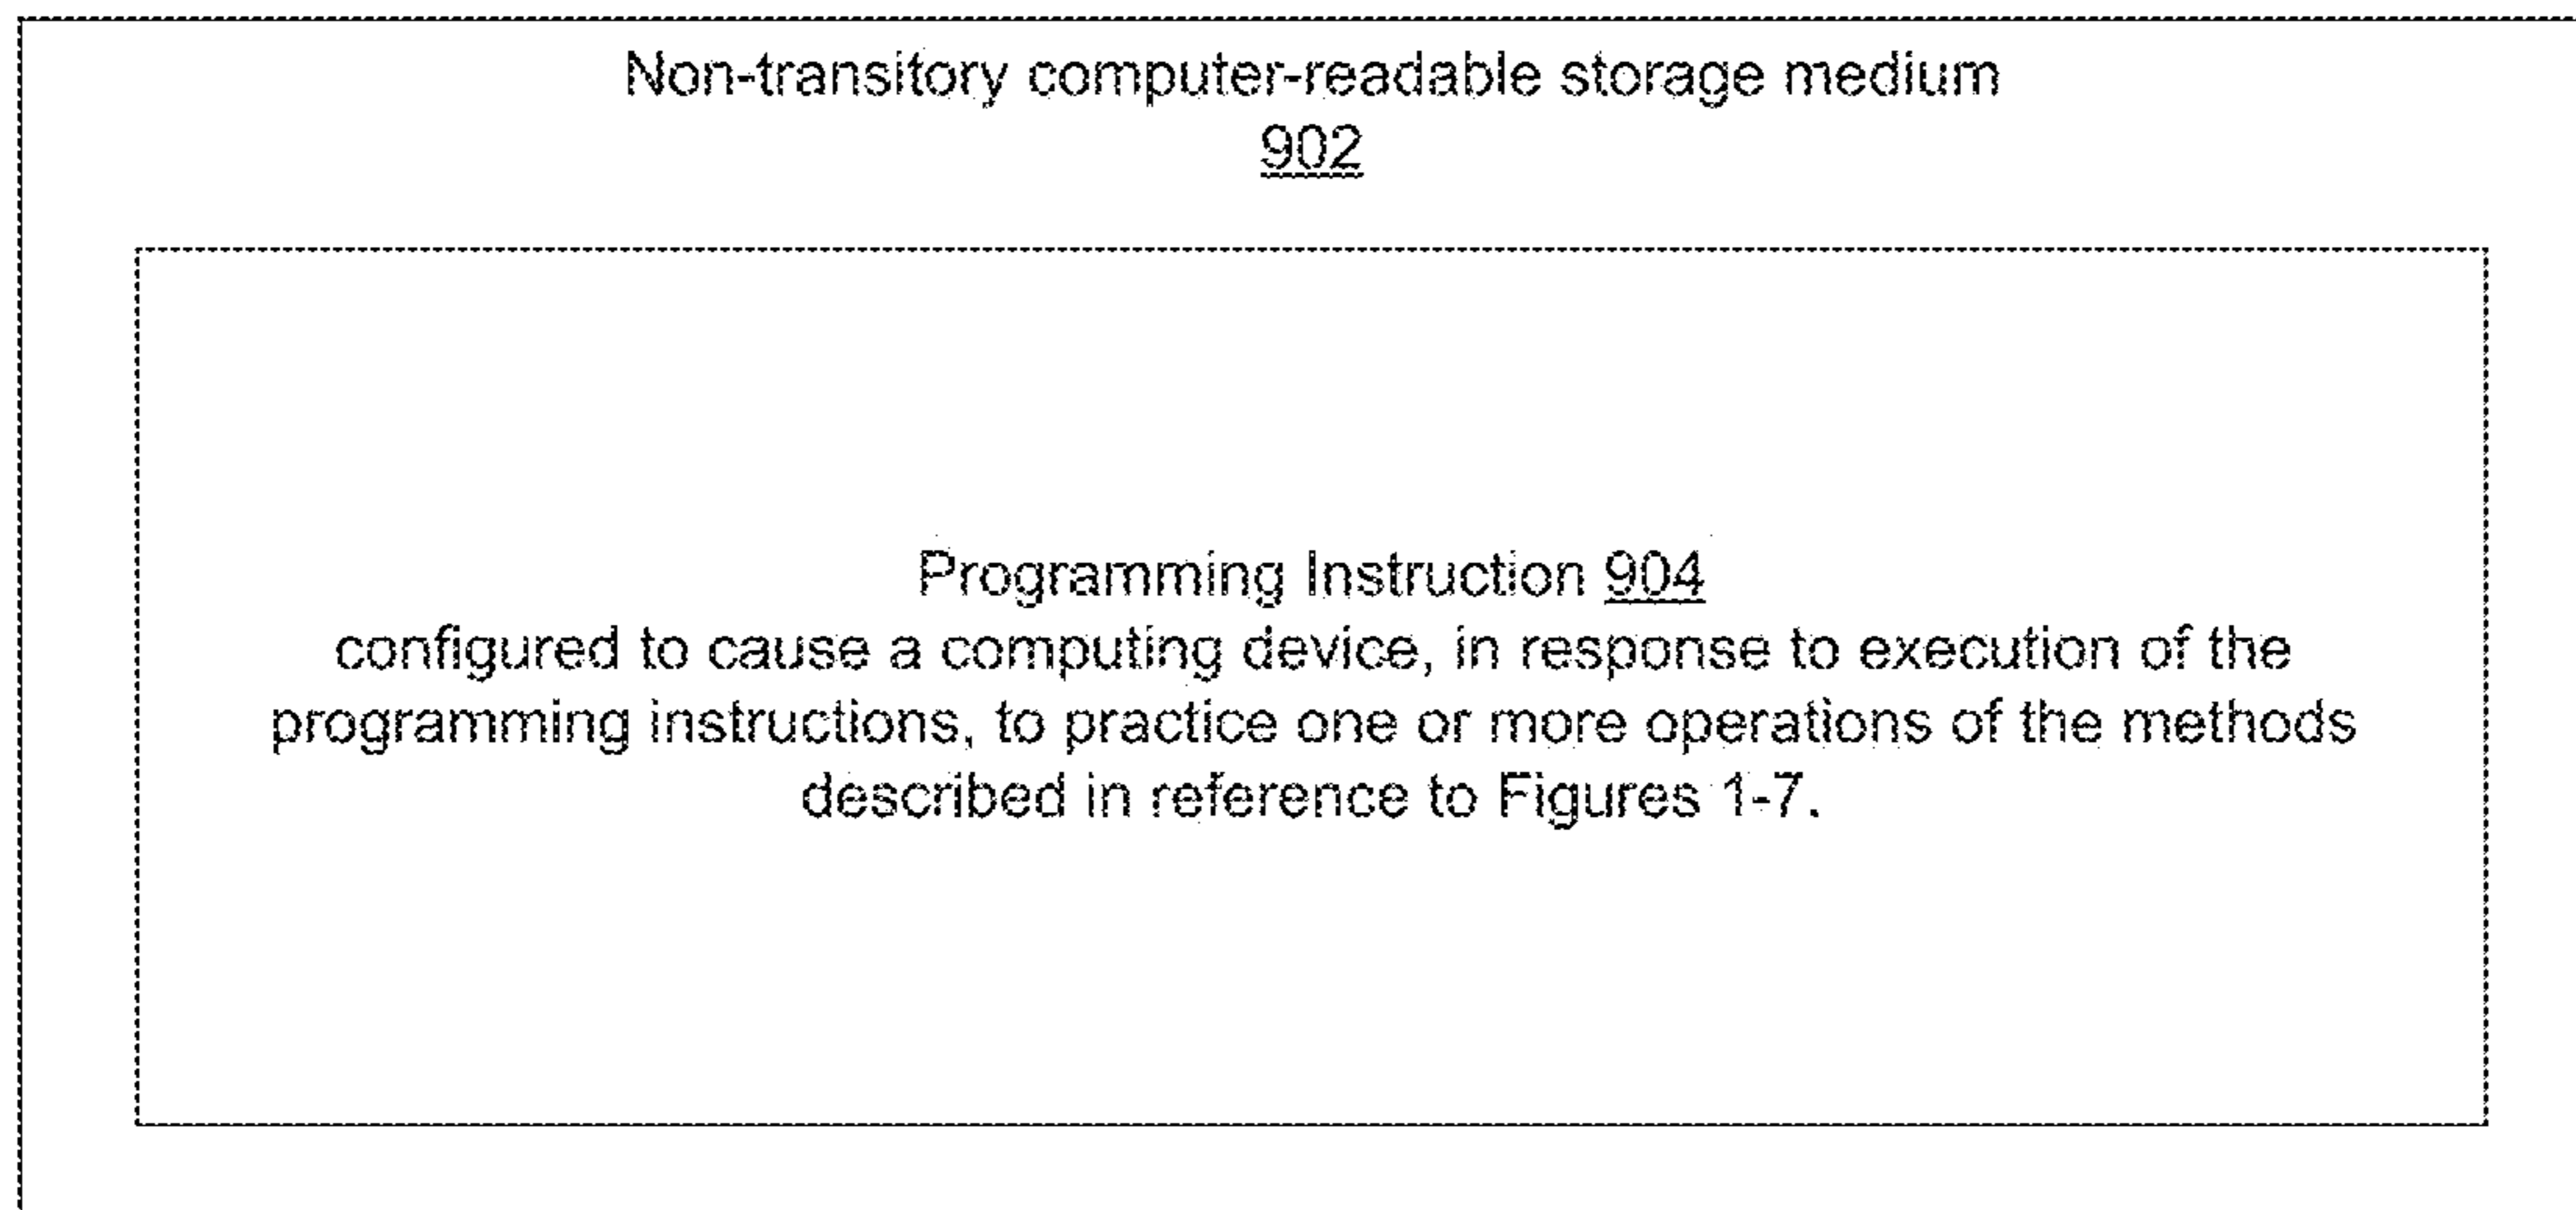 Non-transitory computer-readable storage medium
902
Programming Instruction 904
configured to cause a computing device, in response to execution of the
programming instructions, to practice one or more operations of the methods
described in reference to Figures 1-7.